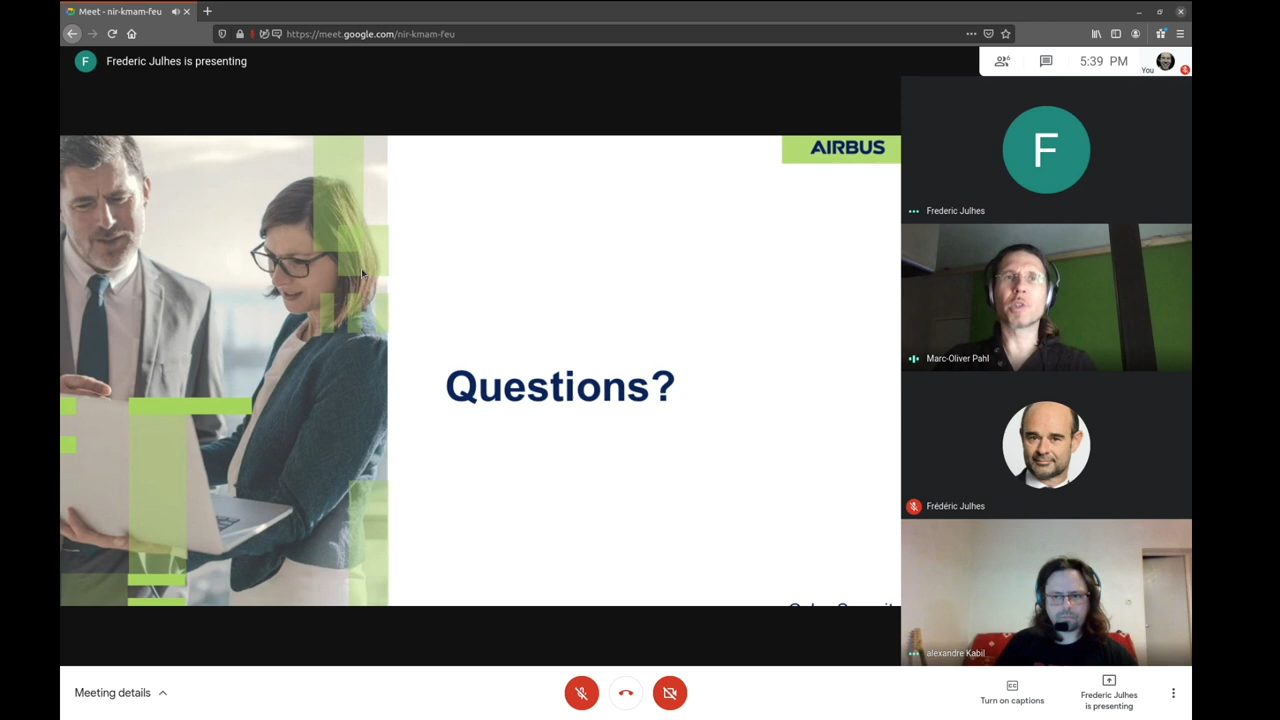 Meet - nir-kmam-feu
https://meet.google.com/nir-kmam-feu
F
Frederic Julhes is presenting
5:39 PM
You
AIRBUS
Questions?
F
Frederic Julhes
Marc-Oliver Pahl
Frédéric Julhes
alexandre Kabil
Meeting details
Turn on captions
Frederic Julhes
is presenting